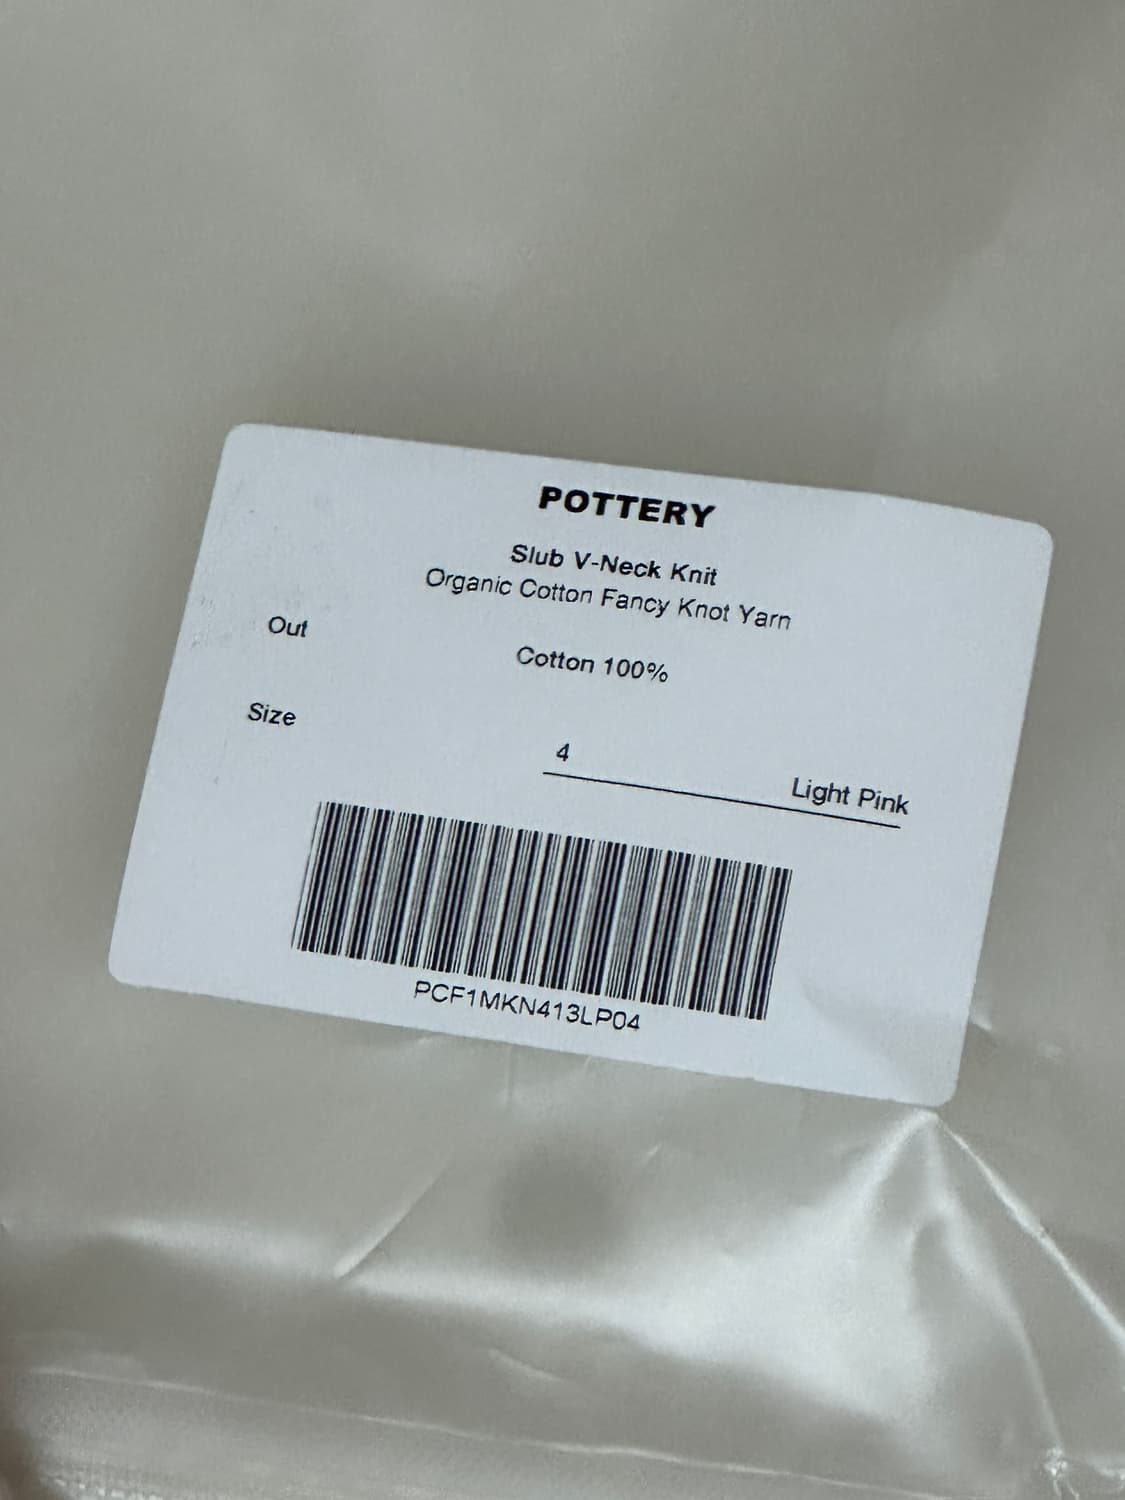 POTTERY
Slub V-Neck Knit
Organic Cotton Fancy Knot Yarn
Out Cotton 100%
Size 4 Light Pink
PCF1MKN413LP04